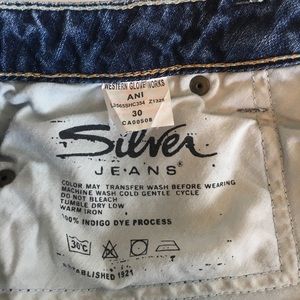 WESTERN GLOVE WORKS
ANI
30
CA00508
Silver
JEANS®
COLOR MAY TRANSFER WASH BEFORE WEARING
MACHINE WASH COLD GENTLE CYCLE
DO NOT BLEACH
TUMBLE DRY LOW
WARM IRON
100% INDIGO DYE PROCESS
30°C
ESTABLISHED 1921